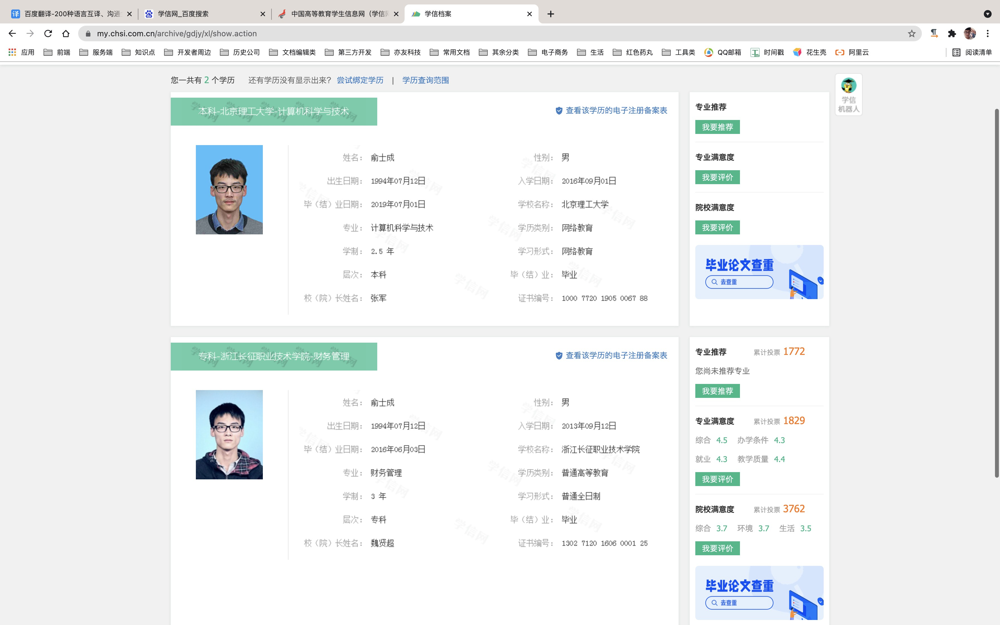 百度翻译-200种语言互译、沟通
学信网_百度搜索
中国高等教育学生信息网（学信网
学信档案
my.chsi.com.cn/archive/gdjy/xl/show.action
应用 前端 服务端 知识点 开发者周边 历史公司 文档编辑类 第三方开发 亦友科技 常用文档 其余分类 电子商务 生活 红色药丸 工具类 QQ邮箱 时间戳 花生壳 阿里云 阅读清单
您一共有 2 个学历 还有学历没有显示出来? 尝试绑定学历 | 学历查询范围
学信
机器人
本科-北京理工大学-计算机科学与技术
查看该学历的电子注册备案表
姓名： 俞士成 性别： 男
出生日期： 1994年07月12日 入学日期： 2016年09月01日
毕（结）业日期： 2019年07月01日 学校名称： 北京理工大学
专业： 计算机科学与技术 学历类别： 网络教育
学制： 2.5 年 学习形式： 网络教育
层次： 本科 毕（结）业： 毕业
校（院）长姓名： 张军 证书编号： 1000 7720 1905 0067 88
专业推荐
我要推荐
专业满意度
我要评价
院校满意度
我要评价
毕业论文查重
去查重
专科-浙江长征职业技术学院-财务管理
查看该学历的电子注册备案表
姓名： 俞士成 性别： 男
出生日期： 1994年07月12日 入学日期： 2013年09月12日
毕（结）业日期： 2016年06月03日 学校名称： 浙江长征职业技术学院
专业： 财务管理 学历类别： 普通高等教育
学制： 3 年 学习形式： 普通全日制
层次： 专科 毕（结）业： 毕业
校（院）长姓名： 魏贤超 证书编号： 1302 7120 1606 0001 25
专业推荐 累计投票 1772
您尚未推荐专业
我要推荐
专业满意度 累计投票 1829
综合 4.5 办学条件 4.3
就业 4.3 教学质量 4.4
我要评价
院校满意度 累计投票 3762
综合 3.7 环境 3.7 生活 3.5
我要评价
毕业论文查重
去查重